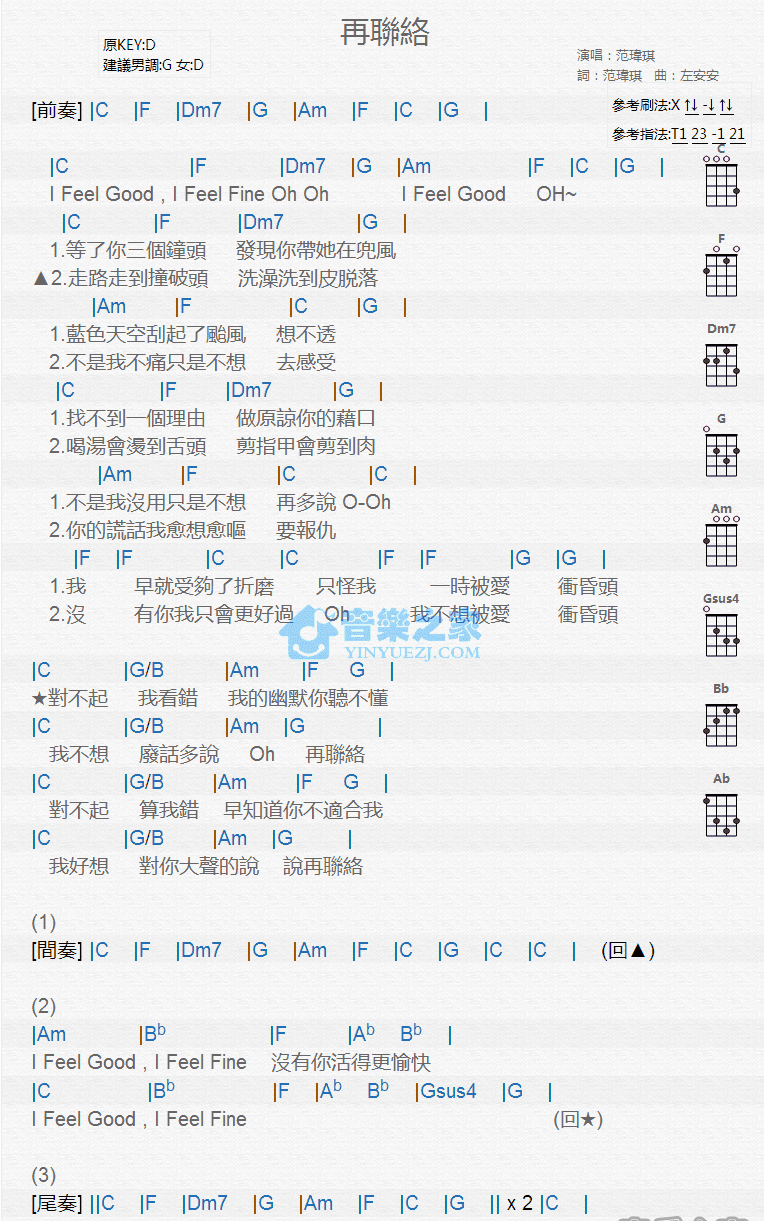 再聯絡
原KEY:D
建議男調:G 女:D
演唱：范瑋琪
詞：范瑋琪 曲：左安安
參考刷法:X ↑↓ -↓ ↑↓
參考指法:T1 23 -1 21
[前奏] |C |F |Dm7 |G |Am |F |C |G |
|C |F |Dm7 |G |Am |F |C |G |
I Feel Good , I Feel Fine Oh Oh I Feel Good OH~
|C |F |Dm7 |G |
1.等了你三個鐘頭 發現你帶她在兜風
▲2.走路走到撞破頭 洗澡洗到皮脫落
|Am |F |C |G |
1.藍色天空刮起了颱風 想不透
2.不是我不痛只是不想 去感受
|C |F |Dm7 |G |
1.找不到一個理由 做原諒你的藉口
2.喝湯會燙到舌頭 剪指甲會剪到肉
|Am |F |C |C |
1.不是我沒用只是不想 再多說 O-Oh
2.你的謊話我愈想愈嘔 要報仇
|F |F |C |C |F |F |G |G |
1.我 早就受夠了折磨 只怪我 一時被愛 衝昏頭
2.沒 有你我只會更好過 Oh 我不想被愛 衝昏頭
音樂之家
YINYUEZJ.COM
|C |G/B |Am |F G |
★對不起 我看錯 我的幽默你聽不懂
|C |G/B |Am |G |
我不想 廢話多說 Oh 再聯絡
|C |G/B |Am |F G |
對不起 算我錯 早知道你不適合我
|C |G/B |Am |G |
我好想 對你大聲的說 說再聯絡
(1)
[間奏] |C |F |Dm7 |G |Am |F |C |G |C |C | (回▲)
(2)
|Am |Bb |F |Ab Bb |
I Feel Good , I Feel Fine 沒有你活得更愉快
|C |Bb |F |Ab Bb |Gsus4 |G |
I Feel Good , I Feel Fine (回★)
(3)
[尾奏] ||C |F |Dm7 |G |Am |F |C |G || x 2 |C |
C
F
Dm7
G
Am
Gsus4
Bb
Ab